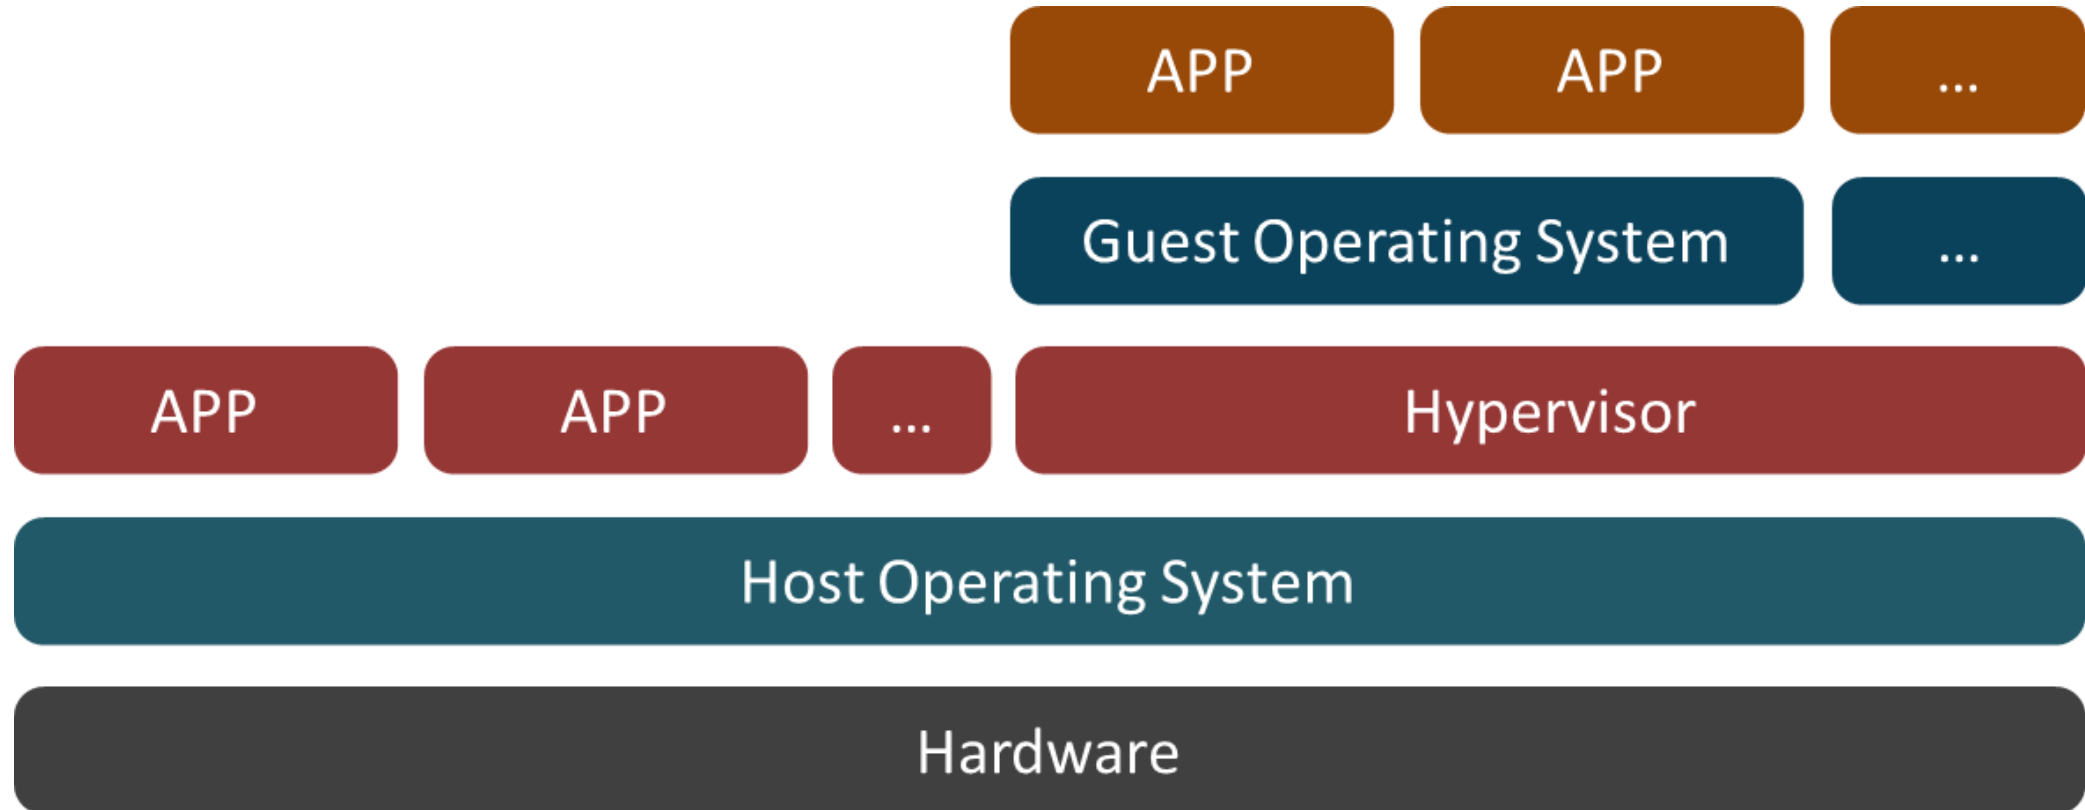 APP APP ...
Guest Operating System ...
APP APP ... Hypervisor
Host Operating System
Hardware